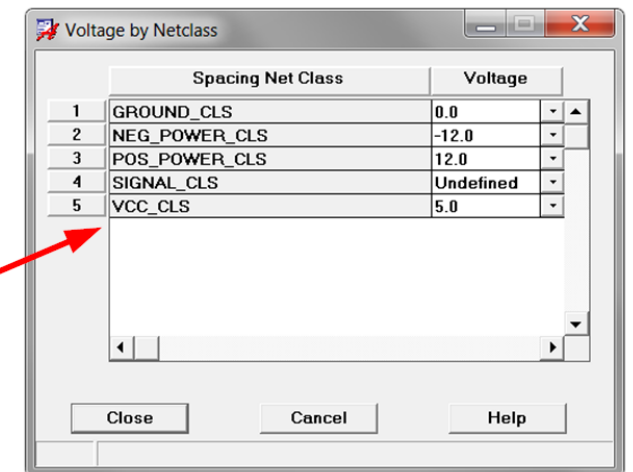 Voltage by Netclass
Spacing Net Class Voltage
1 GROUND_CLS 0.0
2 NEG_POWER_CLS -12.0
3 POS_POWER_CLS 12.0
4 SIGNAL_CLS Undefined
5 VCC_CLS 5.0
Close Cancel Help